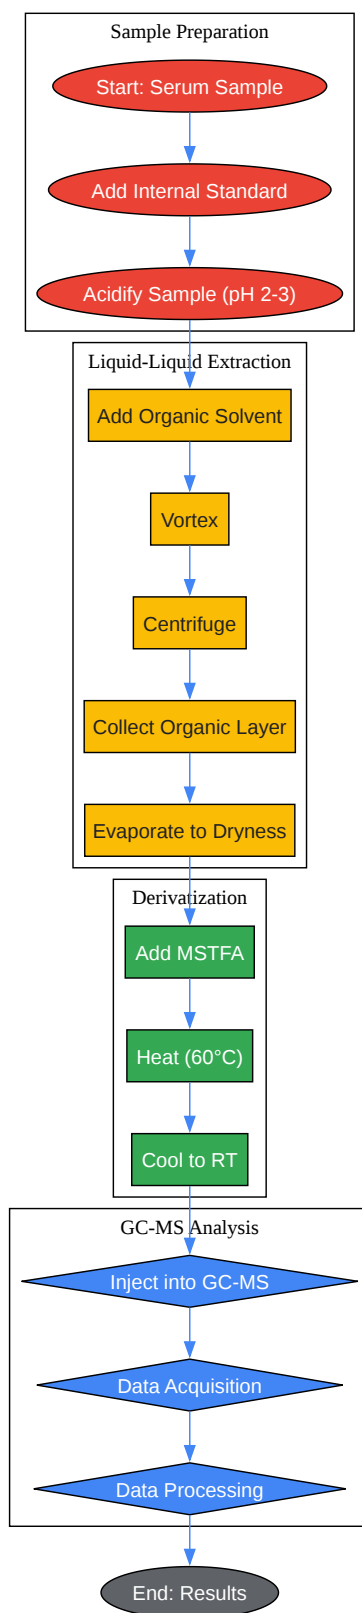 Sample Preparation
Start: Serum Sample
Add Internal Standard
Acidify Sample (pH 2-3)
Liquid-Liquid Extraction
Add Organic Solvent
Vortex
Centrifuge
Collect Organic Layer
Evaporate to Dryness
Derivatization
Add MSTFA
Heat (60°C)
Cool to RT
GC-MS Analysis
Inject into GC-MS
Data Acquisition
Data Processing
End: Results